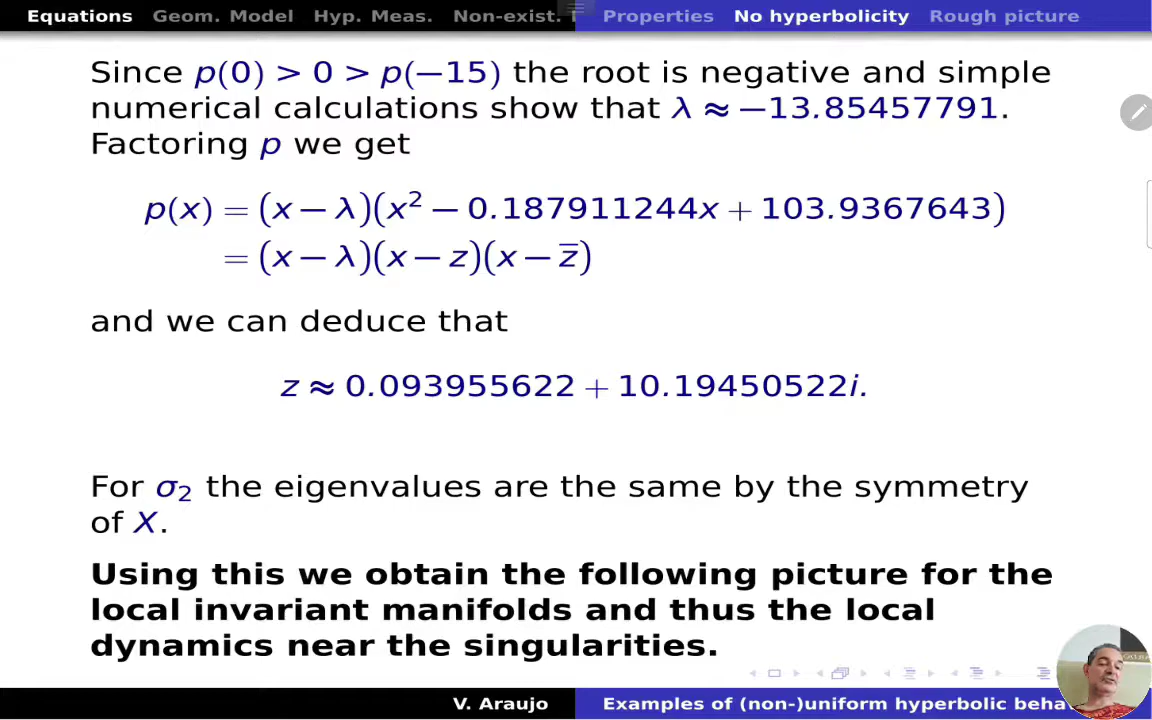 Equations Geom. Model Hyp. Meas. Non-exist. Properties No hyperbolicity Rough picture
Since p(0) > 0 > p(−15) the root is negative and simple
numerical calculations show that λ ≈ −13.85457791.
Factoring p we get
p(x) = (x − λ)(x² − 0.187911244x + 103.9367643)
= (x − λ)(x − z)(x − z̅)
and we can deduce that
z ≈ 0.093955622 + 10.19450522i.
For σ₂ the eigenvalues are the same by the symmetry
of X.
Using this we obtain the following picture for the
local invariant manifolds and thus the local
dynamics near the singularities.
V. Araujo Examples of (non-)uniform hyperbolic